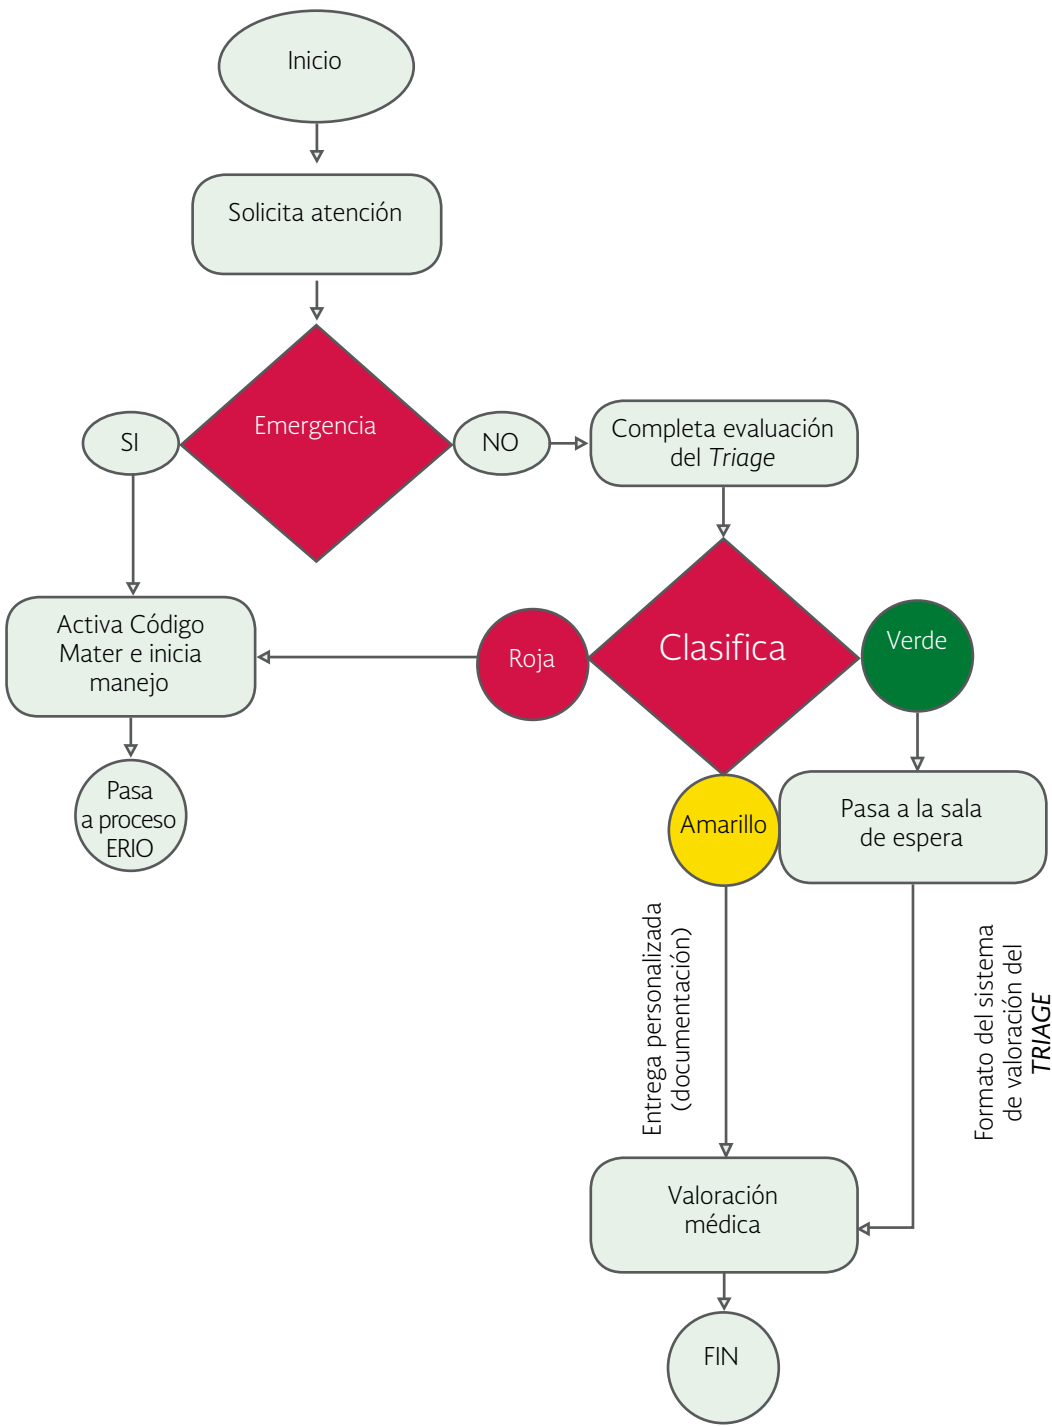 Inicio
Solicita atención
Emergencia
SI
NO
Completa evaluación
del Triage
Activa Código
Mater e inicia
manejo
Roja
Clasifica
Verde
Pasa
a proceso
ERIO
Amarillo
Pasa a la sala
de espera
Entrega personalizada
(documentación)
Formato del sistema
de valoración del
TRIAGE
Valoración
médica
FIN